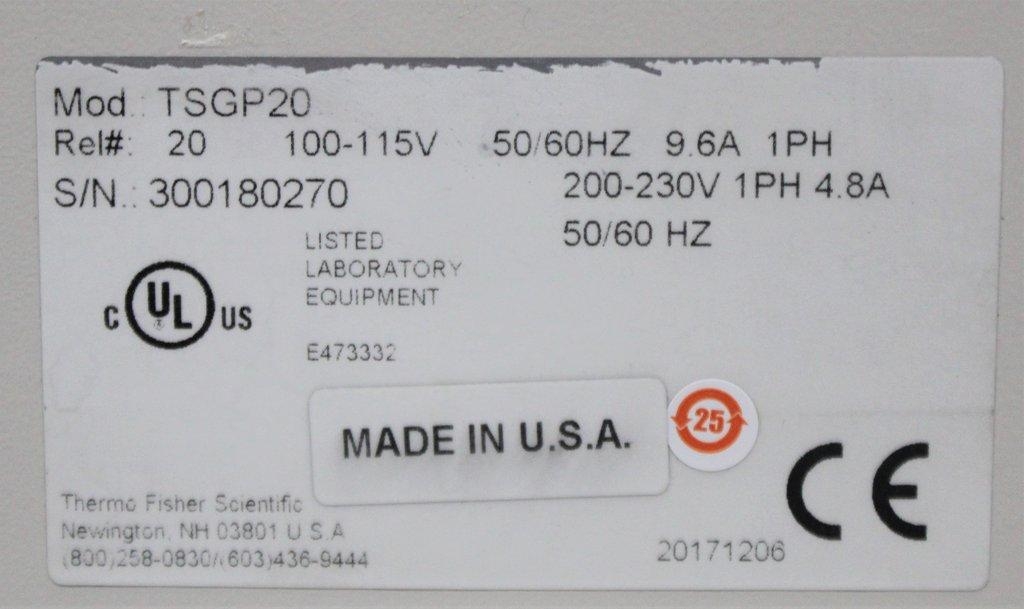 Mod.: TSGP20
Rel#: 20 100-115V 50/60HZ 9.6A 1PH
S/N.: 300180270 200-230V 1PH 4.8A
50/60 HZ
LISTED
LABORATORY
EQUIPMENT
C UL US
®
E473332
MADE IN U.S.A.
25
CE
Thermo Fisher Scientific
Newington, NH 03801 U S A
(800)258-0830/(603)436-9444
20171206